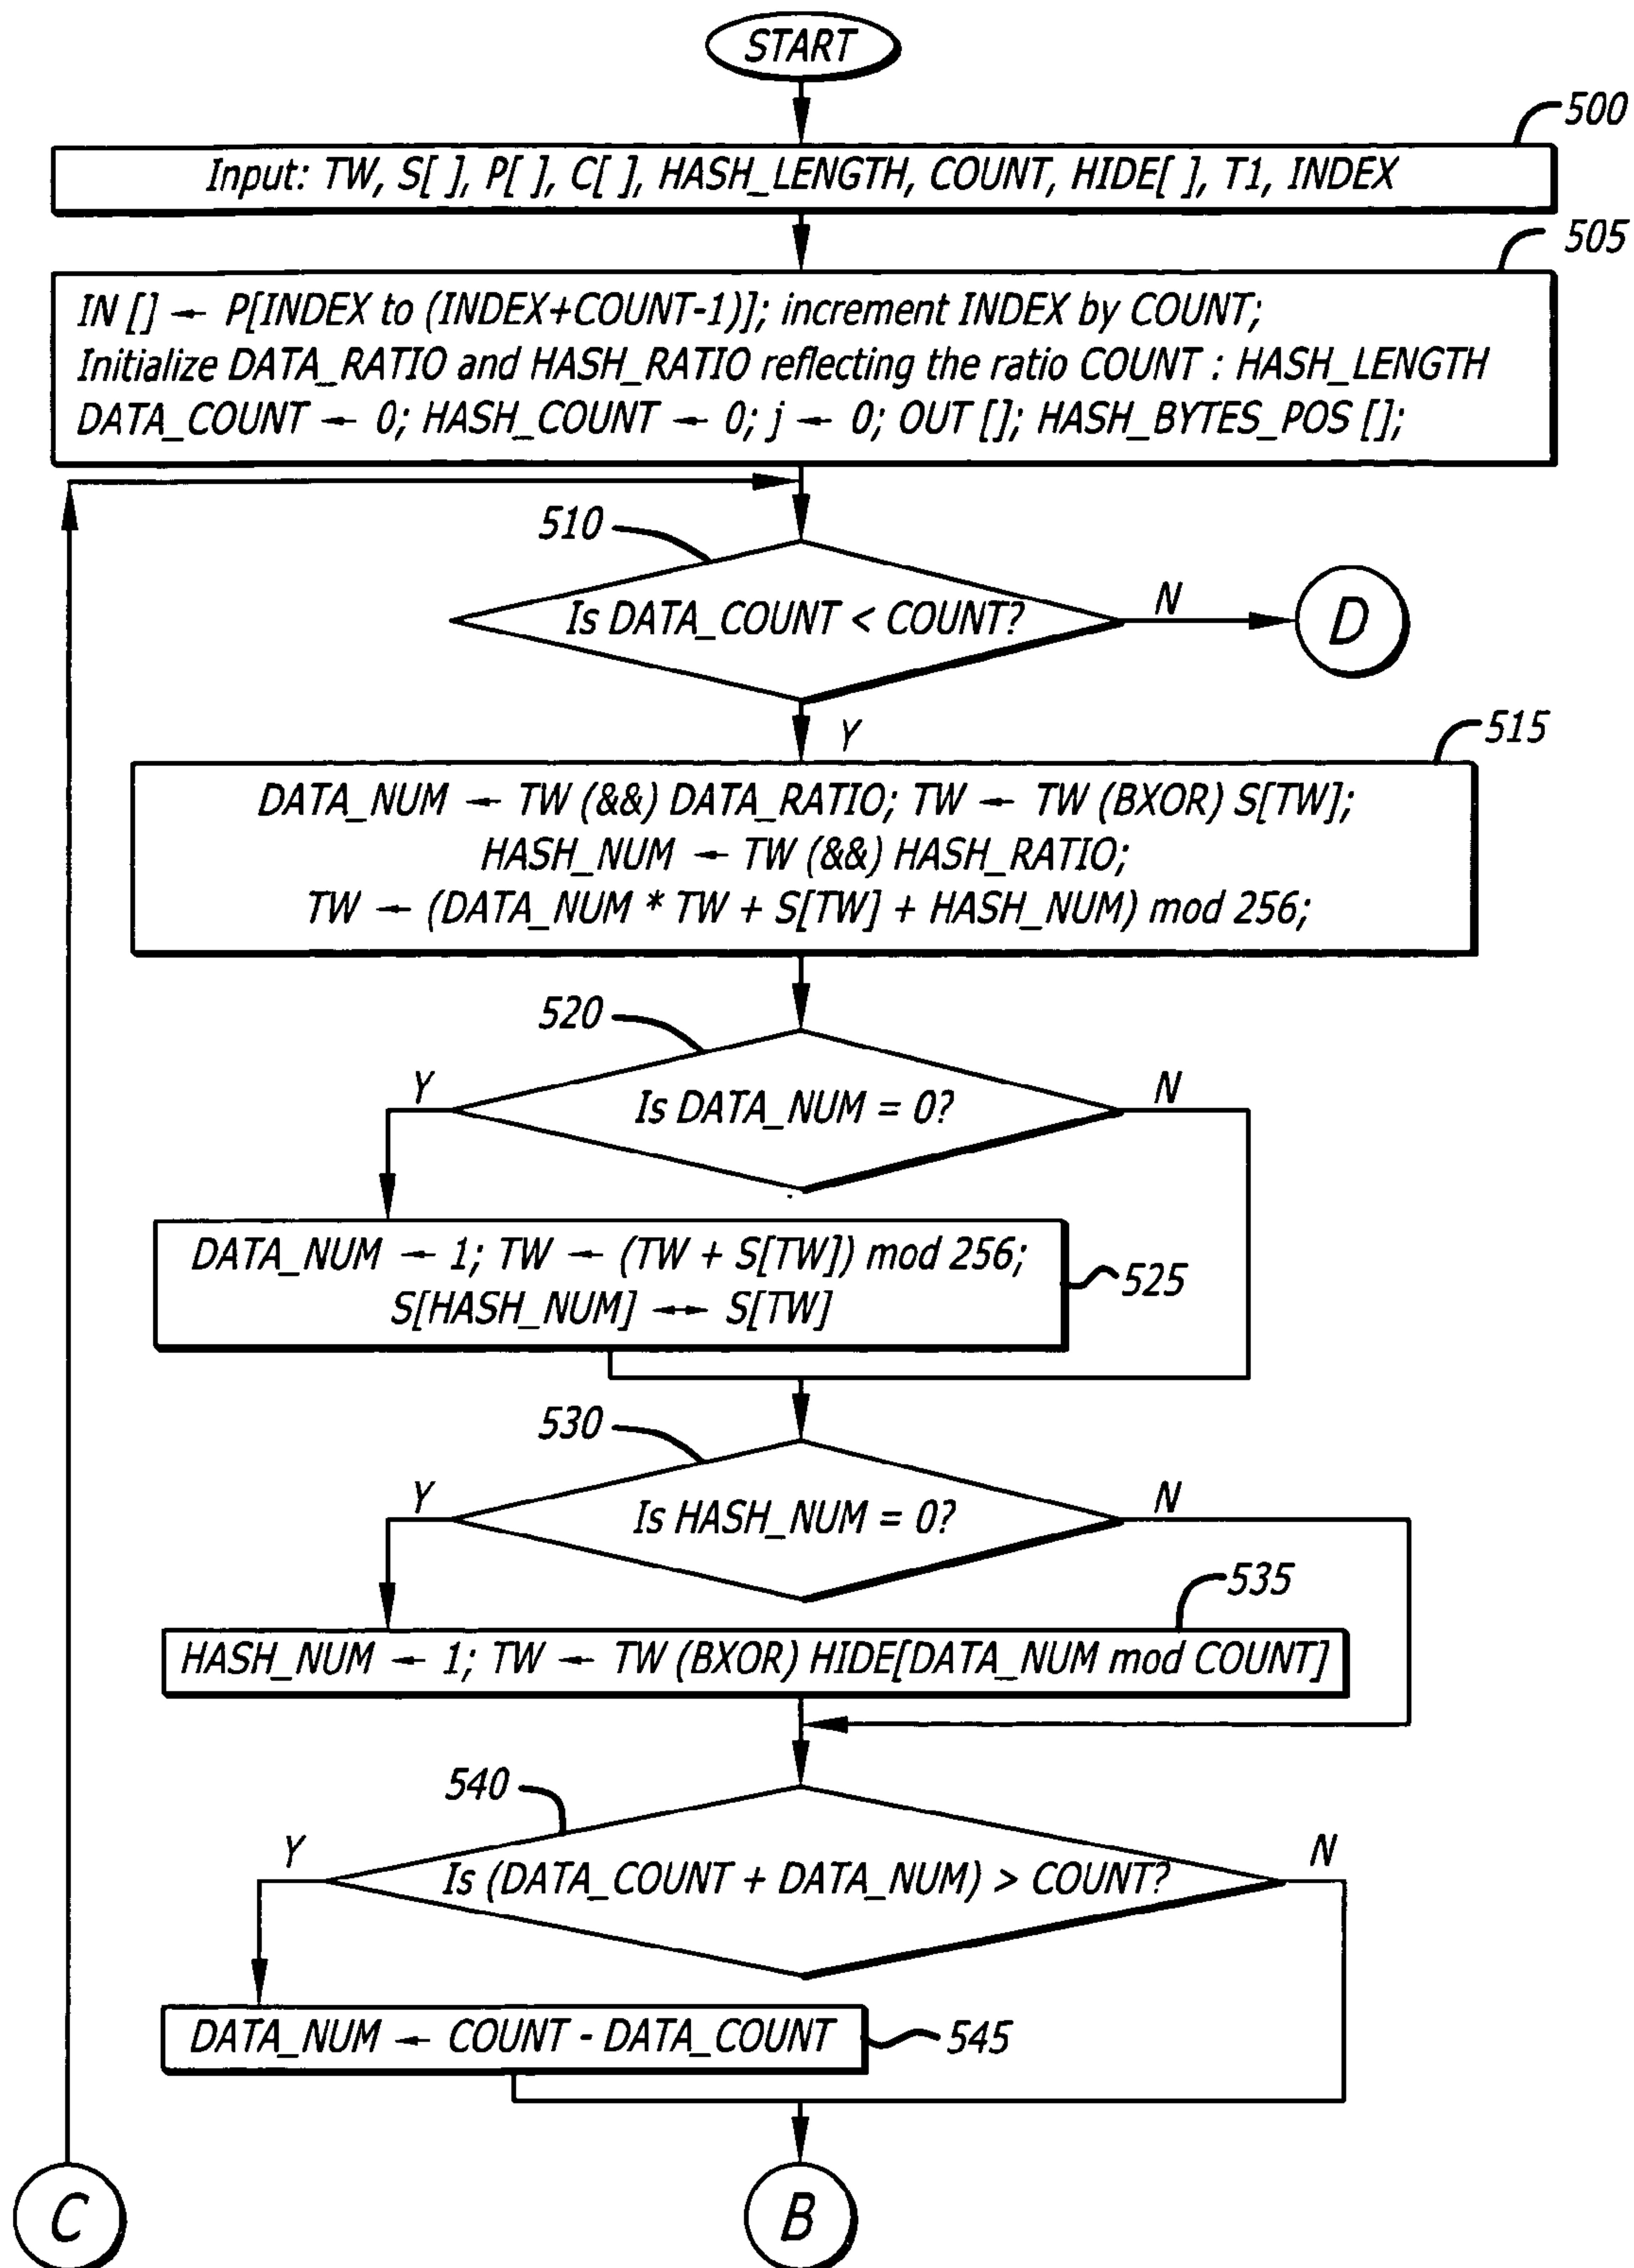 START
500
Input: TW, S[ ], P[ ], C[ ], HASH_LENGTH, COUNT, HIDE[ ], T1, INDEX
505
IN [] ← P[INDEX to (INDEX+COUNT-1)]; increment INDEX by COUNT;
Initialize DATA_RATIO and HASH_RATIO reflecting the ratio COUNT : HASH_LENGTH
DATA_COUNT ← 0; HASH_COUNT ← 0; j ← 0; OUT []; HASH_BYTES_POS [];
510
Is DATA_COUNT < COUNT?
N
D
Y
515
DATA_NUM ← TW (&&) DATA_RATIO; TW ← TW (BXOR) S[TW];
HASH_NUM ← TW (&&) HASH_RATIO;
TW ← (DATA_NUM * TW + S[TW] + HASH_NUM) mod 256;
520
Y
Is DATA_NUM = 0?
N
DATA_NUM ← 1; TW ← (TW + S[TW]) mod 256;
S[HASH_NUM] ↔ S[TW]
525
530
Y
Is HASH_NUM = 0?
N
535
HASH_NUM ← 1; TW ← TW (BXOR) HIDE[DATA_NUM mod COUNT]
540
Y
Is (DATA_COUNT + DATA_NUM) > COUNT?
N
DATA_NUM ← COUNT - DATA_COUNT
545
C
B